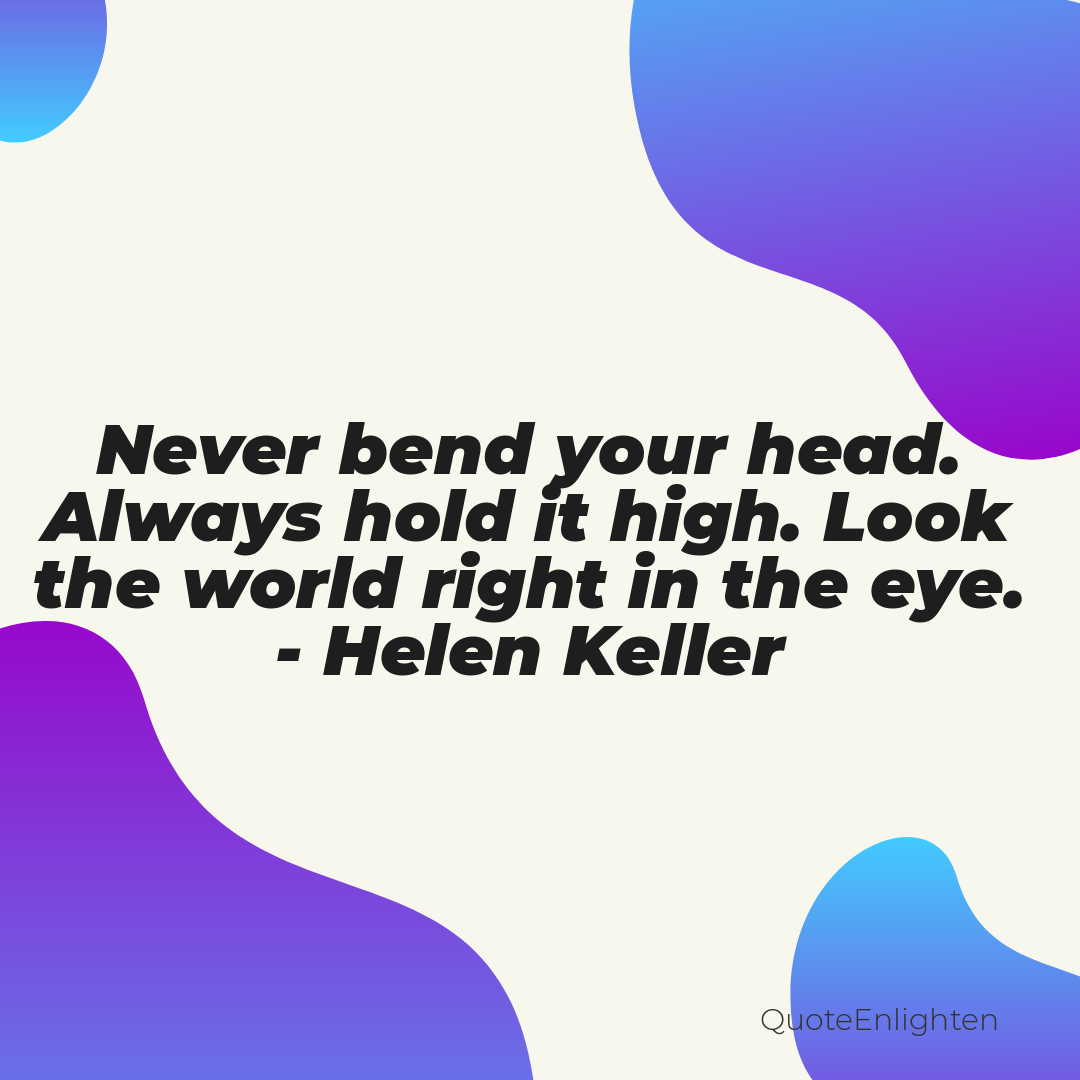 Never bend your head.
Always hold it high. Look
the world right in the eye.
- Helen Keller
QuoteEnlighten